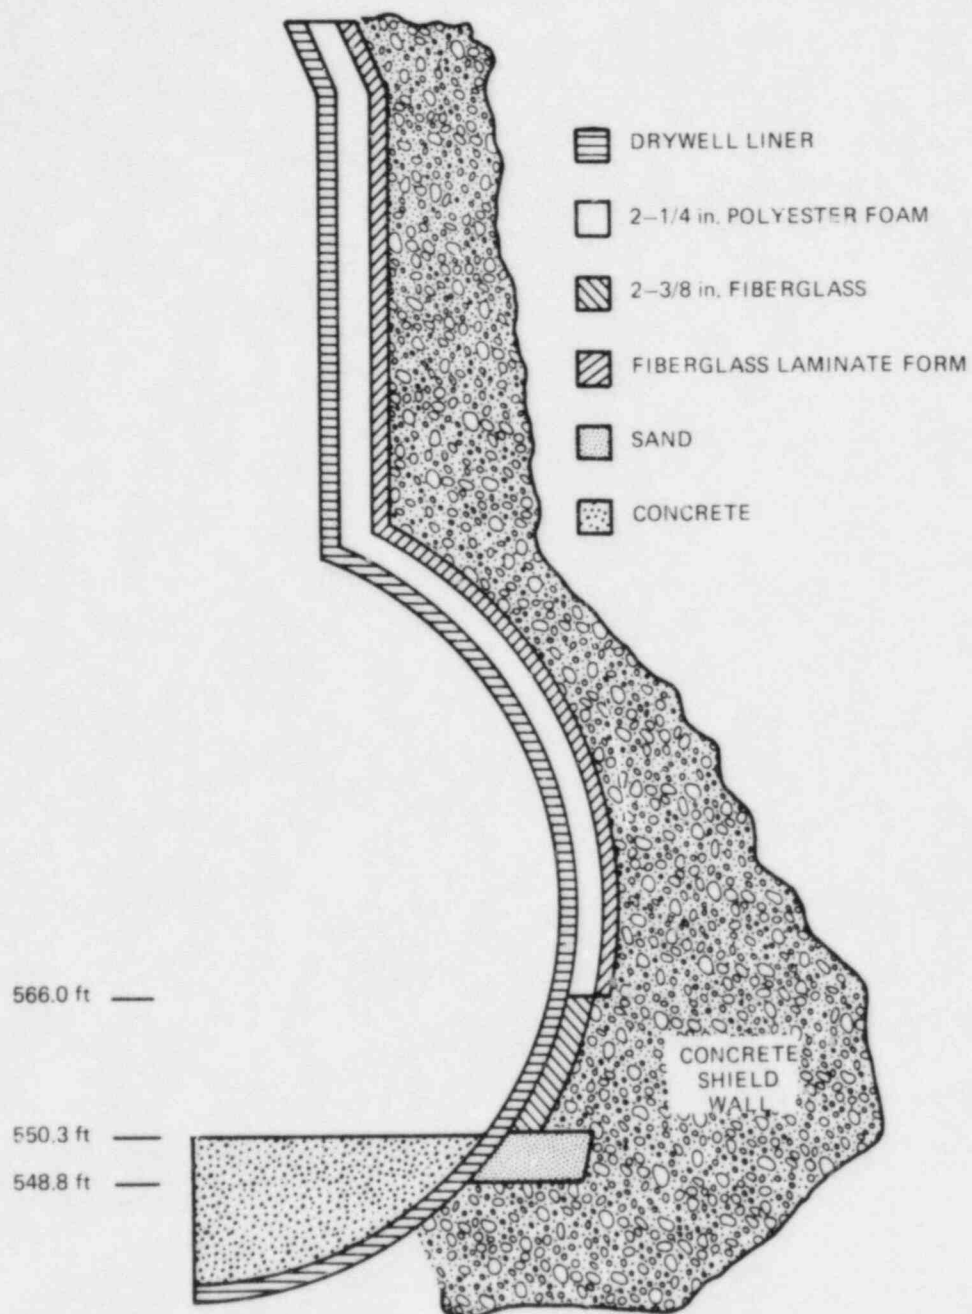 DRYWELL LINER
2-1/4 in. POLYESTER FOAM
2-3/8 in. FIBERGLASS
FIBERGLASS LAMINATE FORM
SAND
CONCRETE
566.0 ft
CONCRETE
SHIELD
WALL
550.3 ft
548.8 ft